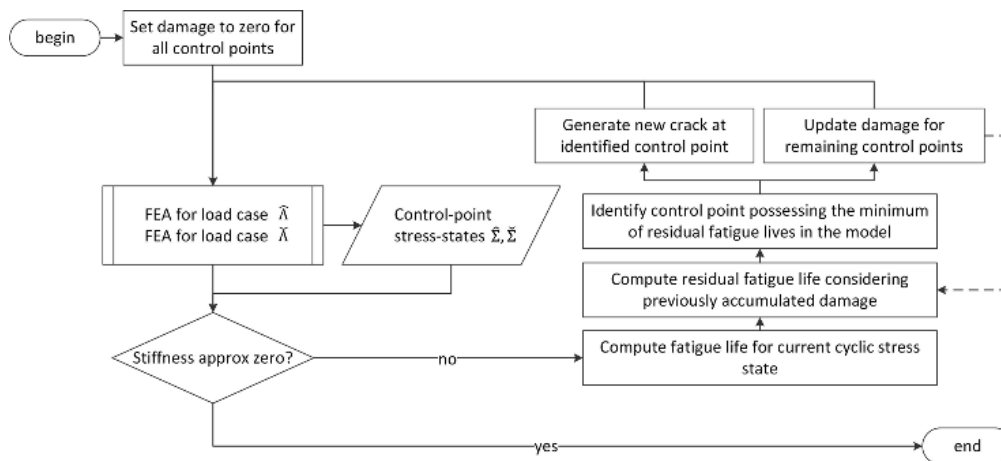 begin
Set damage to zero for
all control points
Generate new crack at
identified control point
Update damage for
remaining control points
FEA for load case Λ̂
FEA for load case Λ̌
Control-point
stress-states Σ̂, Σ̌
Identify control point possessing the minimum
of residual fatigue lives in the model
Compute residual fatigue life considering
previously accumulated damage
Stiffness approx zero?
no
Compute fatigue life for current cyclic stress
state
yes
end